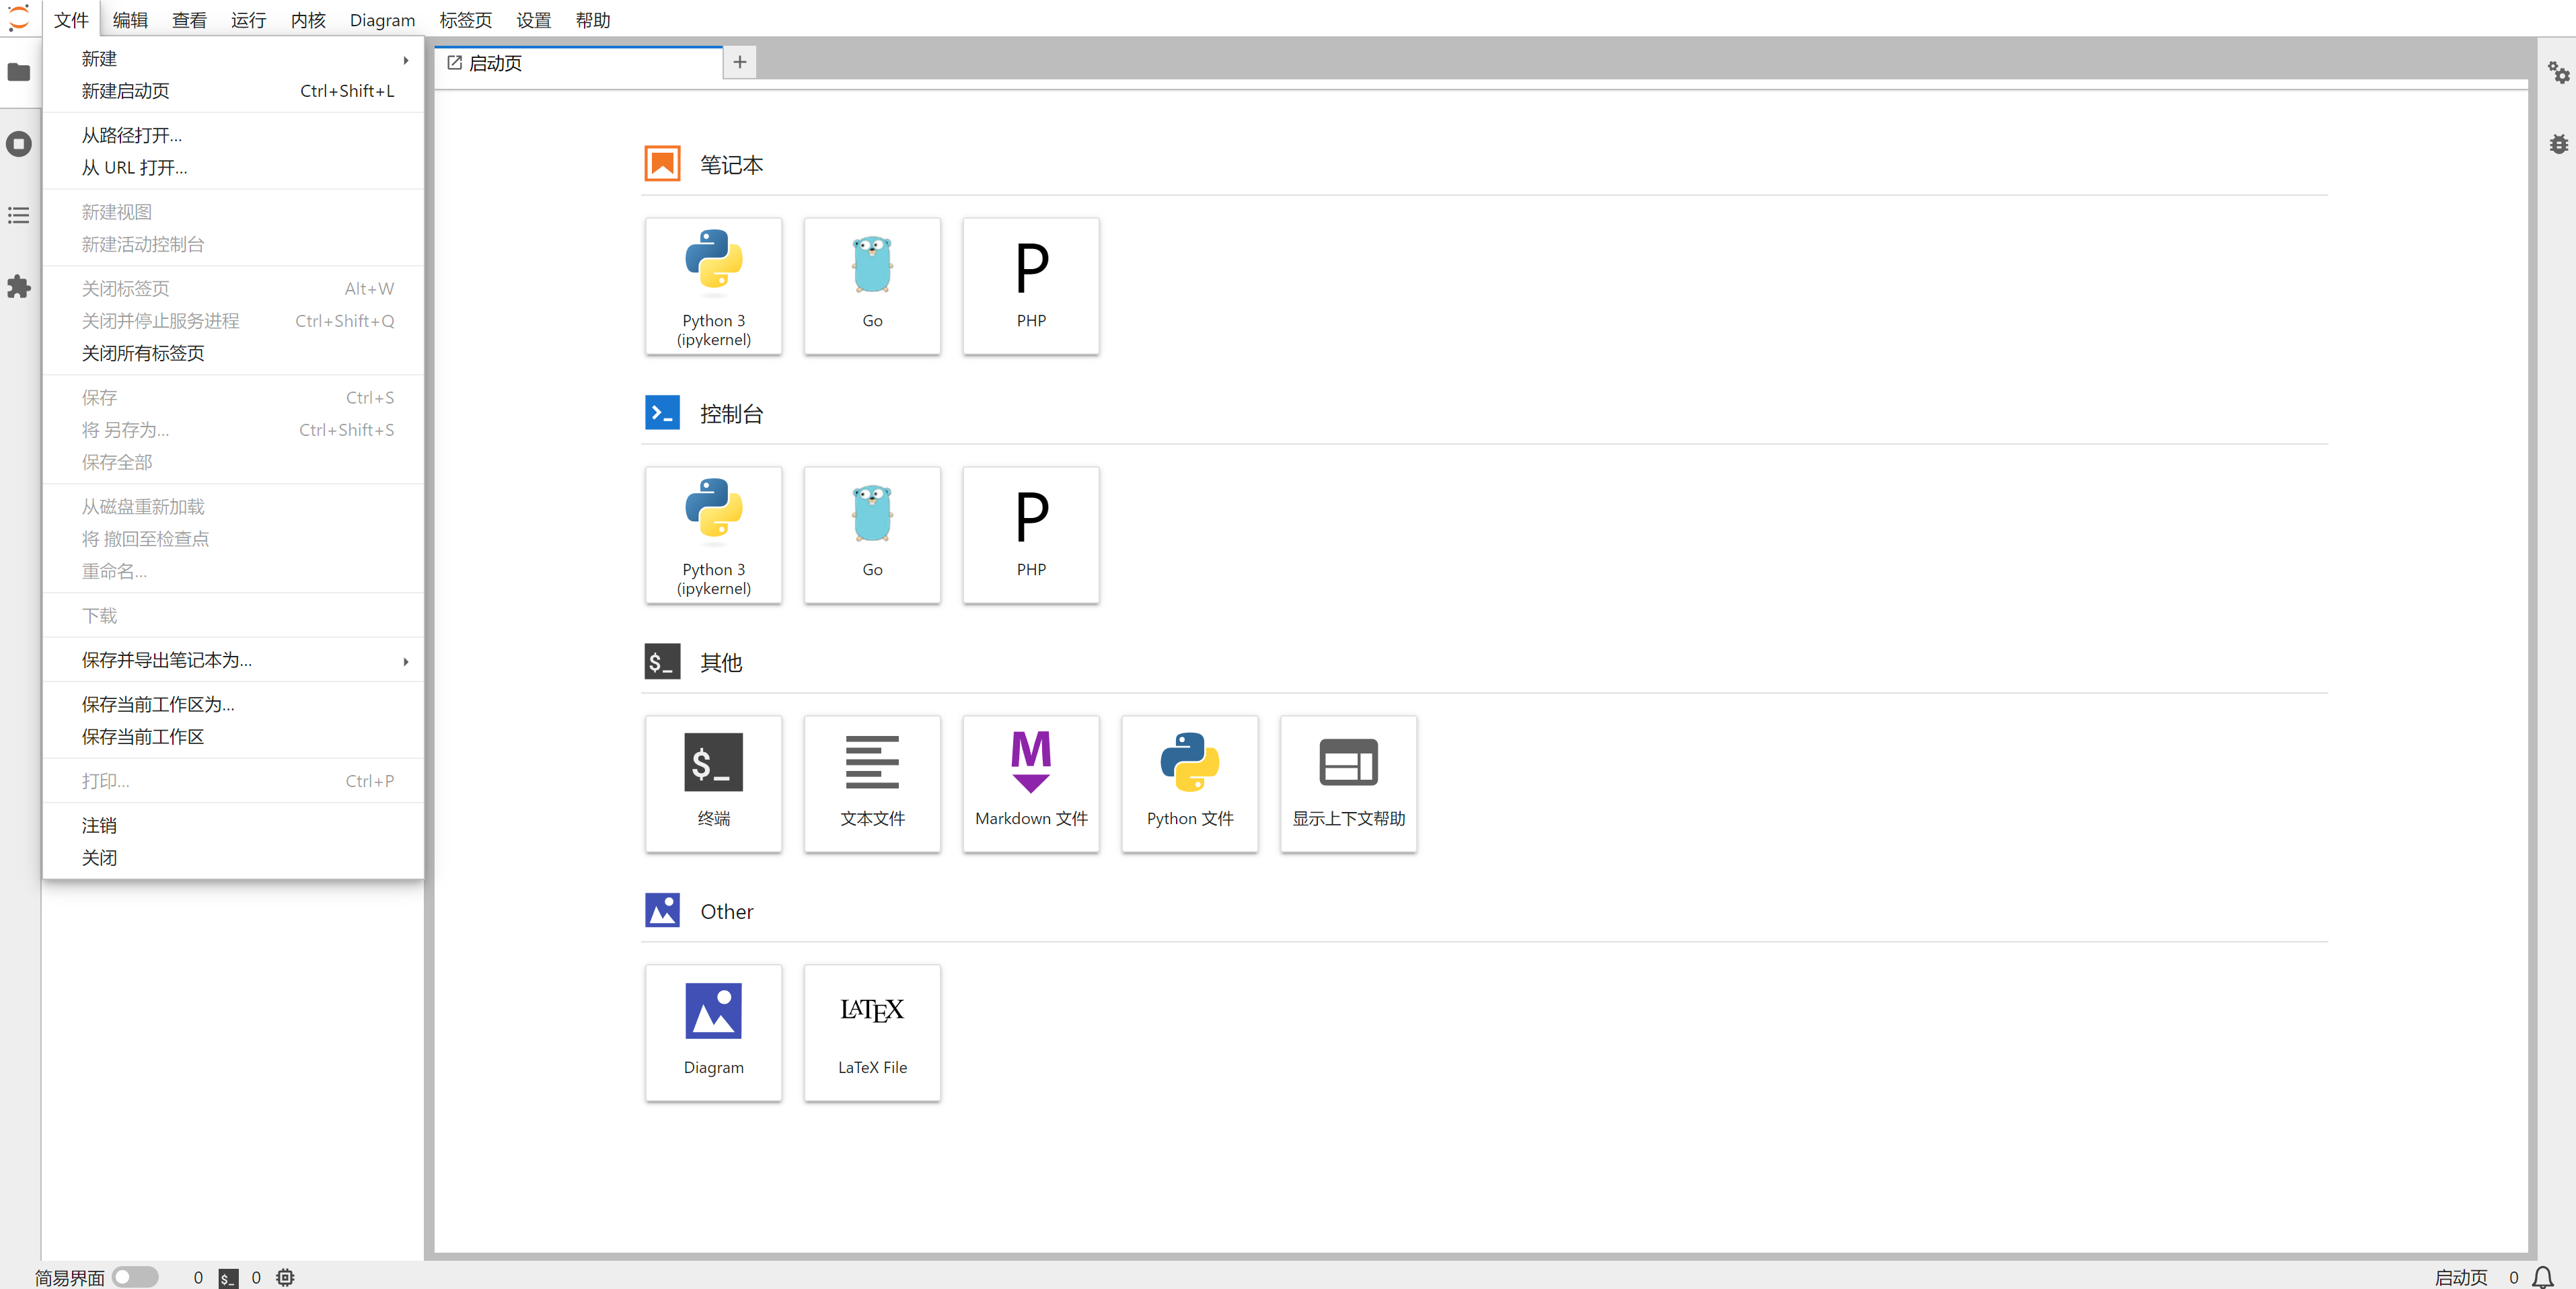 文件 编辑 查看 运行 内核 Diagram 标签页 设置 帮助
新建
新建启动页 Ctrl+Shift+L
从路径打开...
从 URL 打开...
新建视图
新建活动控制台
关闭标签页 Alt+W
关闭并停止服务进程 Ctrl+Shift+Q
关闭所有标签页
保存 Ctrl+S
将 另存为... Ctrl+Shift+S
保存全部
从磁盘重新加载
将 撤回至检查点
重命名...
下载
保存并导出笔记本为...
保存当前工作区为...
保存当前工作区
打印... Ctrl+P
注销
关闭
启动页
笔记本
Python 3
(ipykernel)
Go
P
PHP
控制台
Python 3
(ipykernel)
Go
P
PHP
$_ 其他
$_
终端
文本文件
M
Markdown 文件
Python 文件
显示上下文帮助
Other
Diagram
LATEX
LaTeX File
简易界面 0 $_ 0
启动页 0